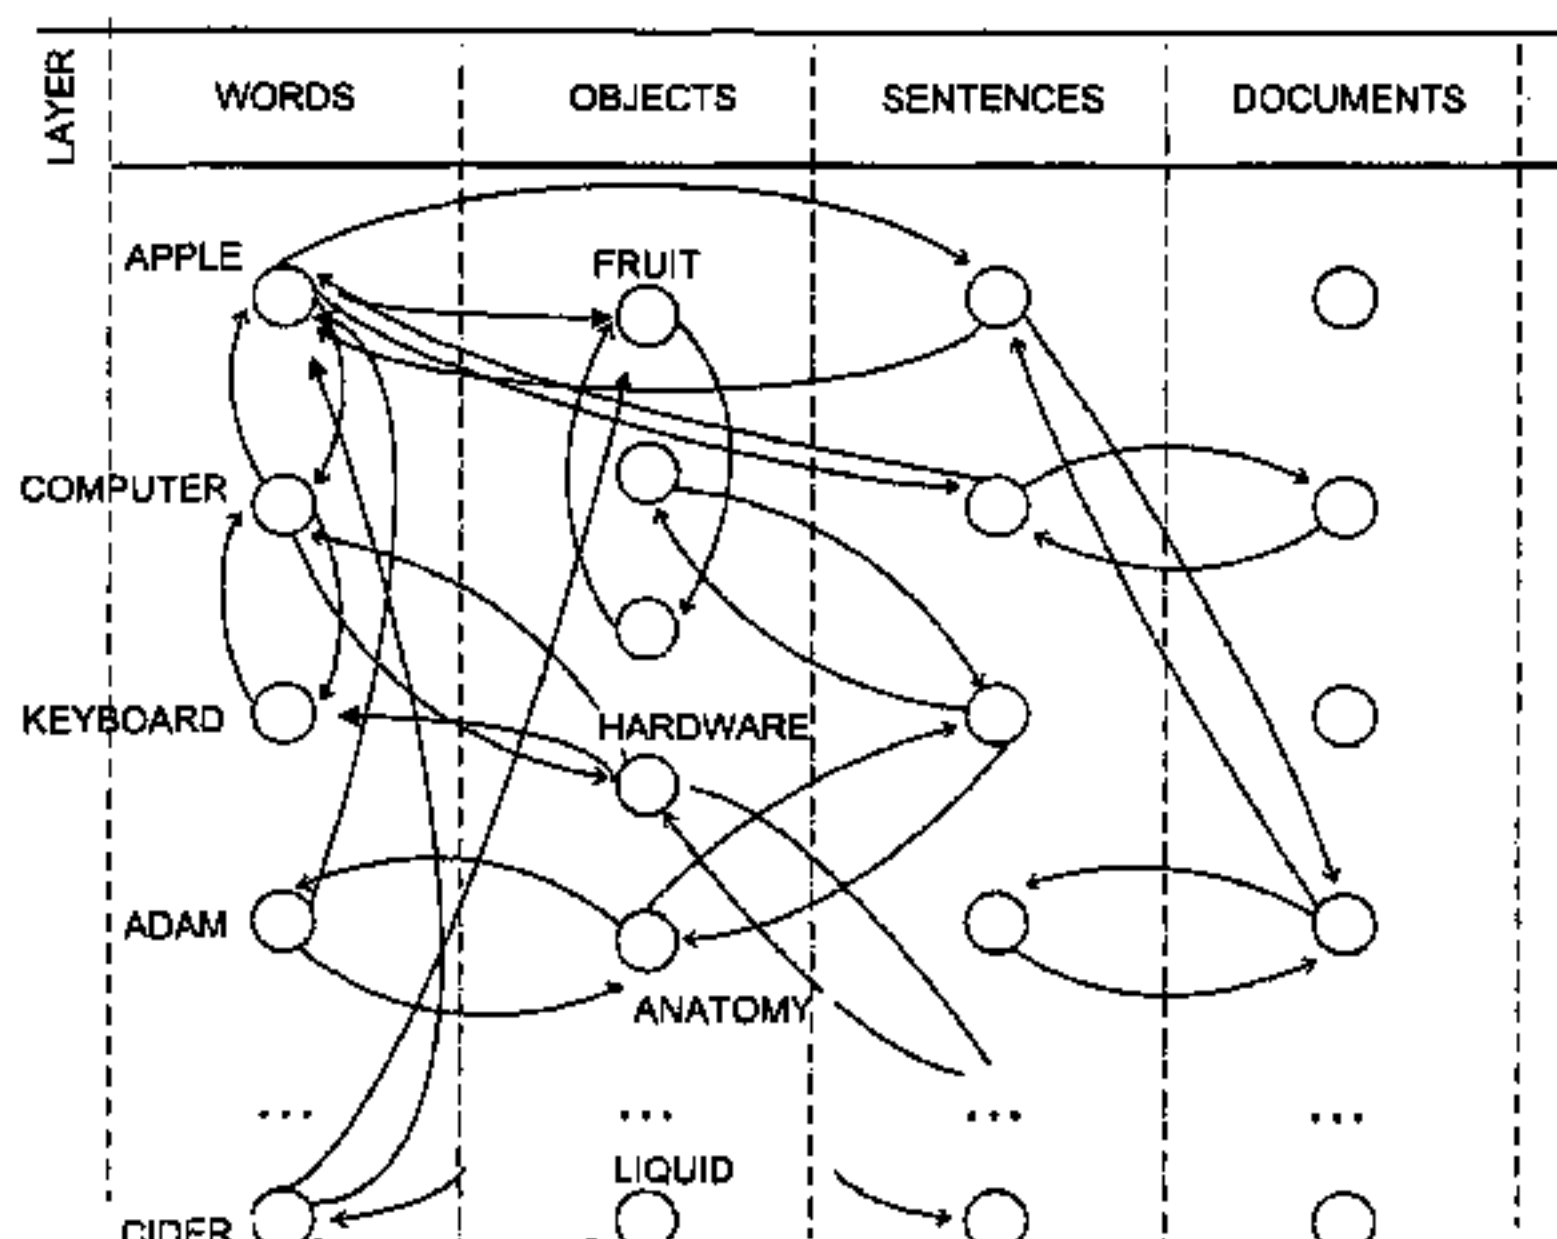 LAYER
WORDS OBJECTS SENTENCES DOCUMENTS
APPLE
FRUIT
COMPUTER
KEYBOARD
HARDWARE
ADAM
ANATOMY
... ... ... ...
LIQUID
CIDER